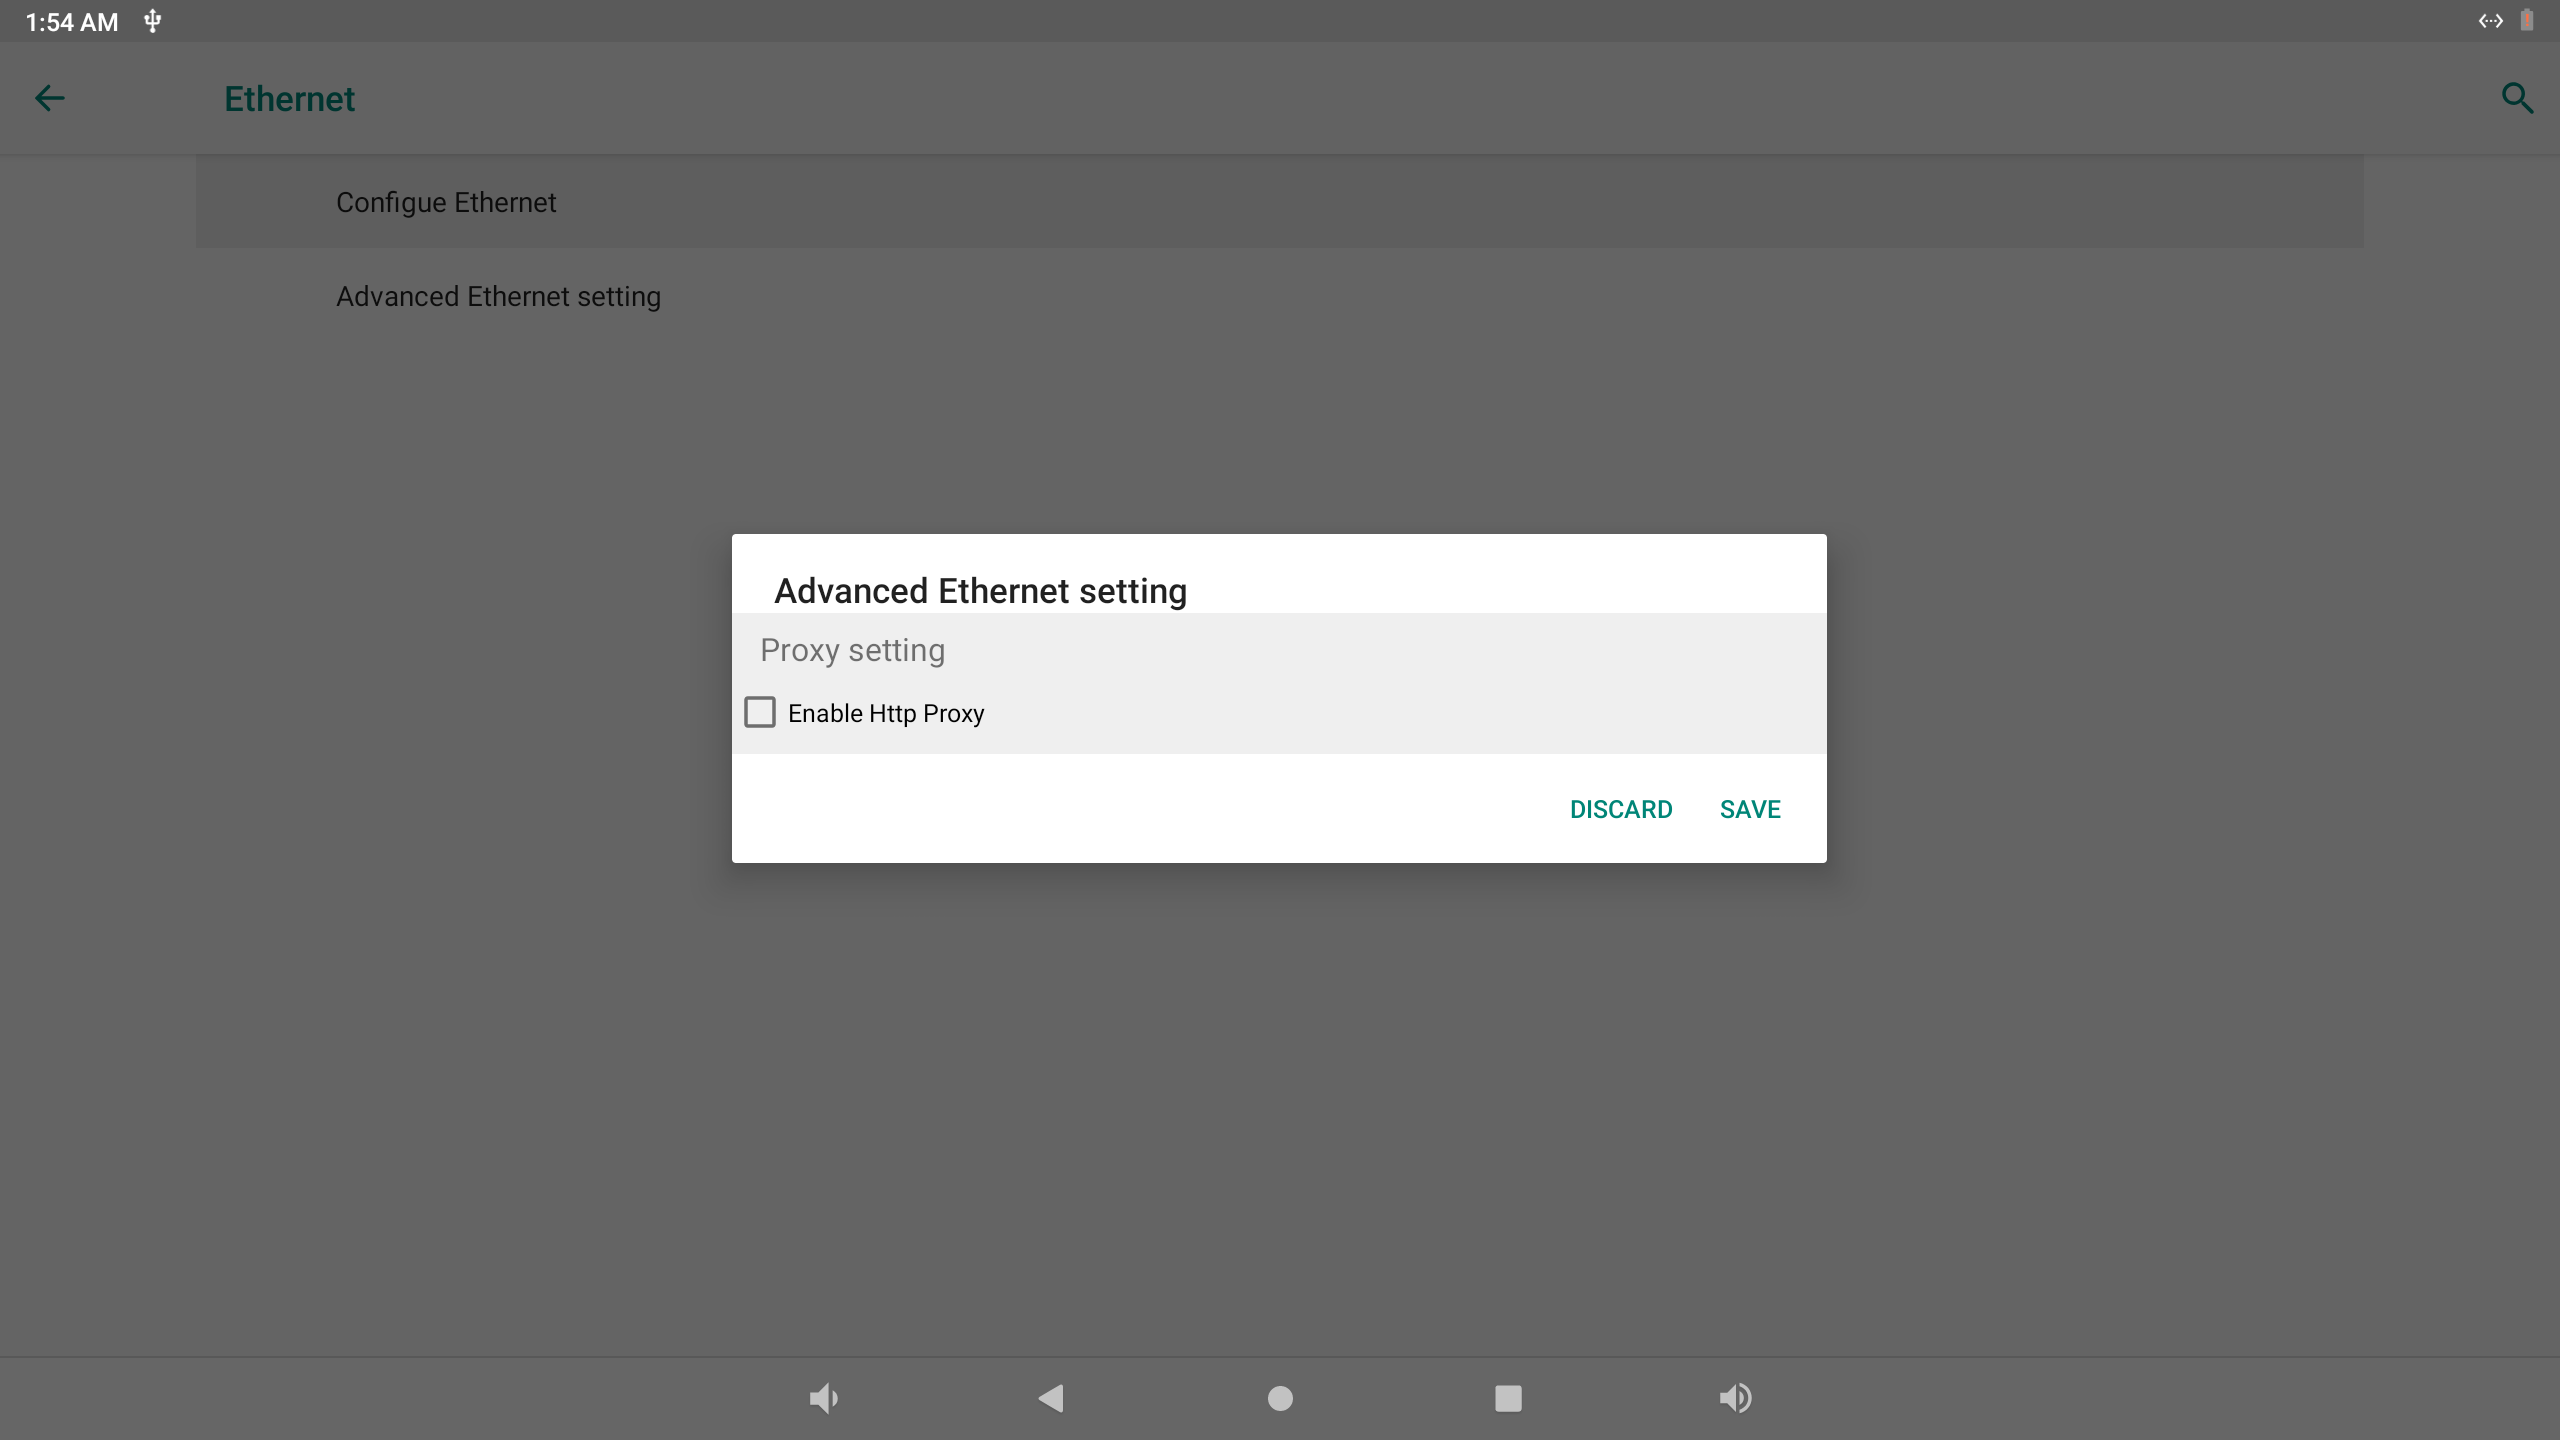 1:54 AM
Ethernet
Configue Ethernet
Advanced Ethernet setting
Advanced Ethernet setting
Proxy setting
Enable Http Proxy
DISCARD SAVE